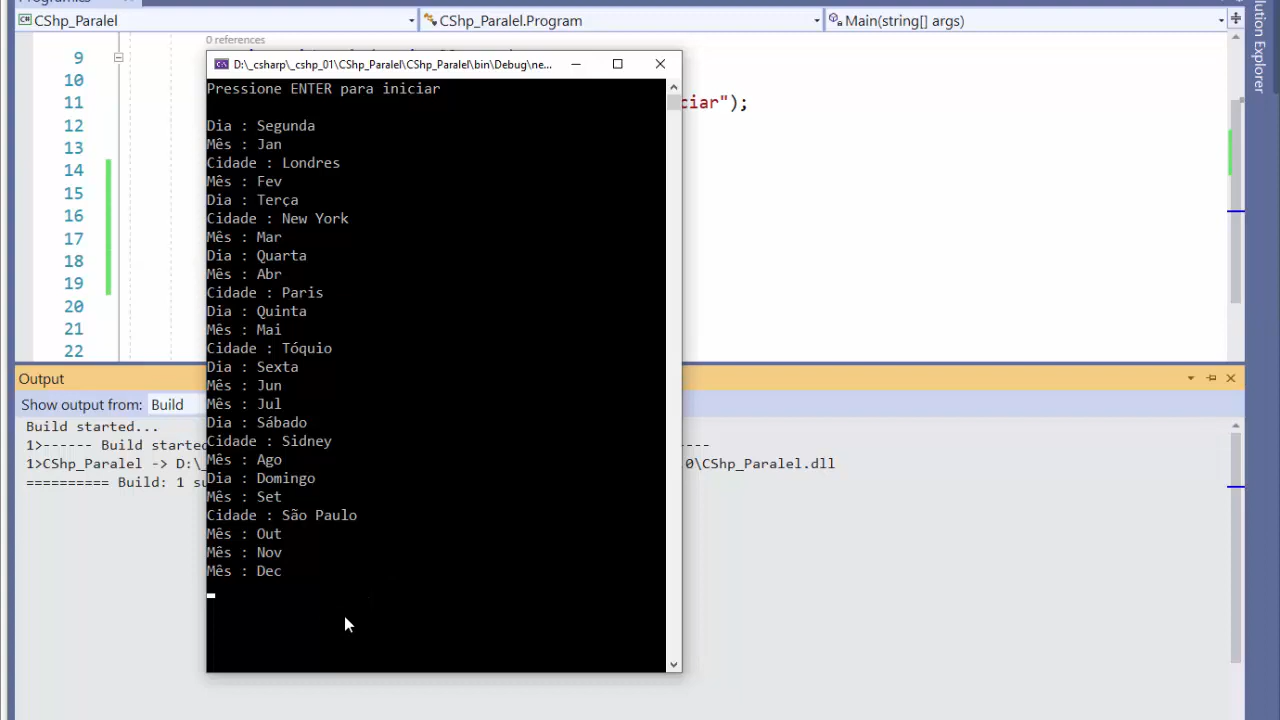 Programi.cs
CShp_Paralel
CShp_Paralel.Program
Main(string[] args)
Solution Explorer
0 references
9
10
11
12
13
14
15
16
17
18
19
20
21
22
ciar");
D:\_csharp\_cshp_01\CShp_Paralel\CShp_Paralel\bin\Debug\ne...
Pressione ENTER para iniciar
Dia : Segunda
Mês : Jan
Cidade : Londres
Mês : Fev
Dia : Terça
Cidade : New York
Mês : Mar
Dia : Quarta
Mês : Abr
Cidade : Paris
Dia : Quinta
Mês : Mai
Cidade : Tóquio
Dia : Sexta
Mês : Jun
Mês : Jul
Dia : Sábado
Cidade : Sidney
Mês : Ago
Dia : Domingo
Mês : Set
Cidade : São Paulo
Mês : Out
Mês : Nov
Mês : Dec
Output
Show output from: Build
Build started...
1>------ Build started ----
1>CShp_Paralel -> D:\_ 0\CShp_Paralel.dll
========== Build: 1 su